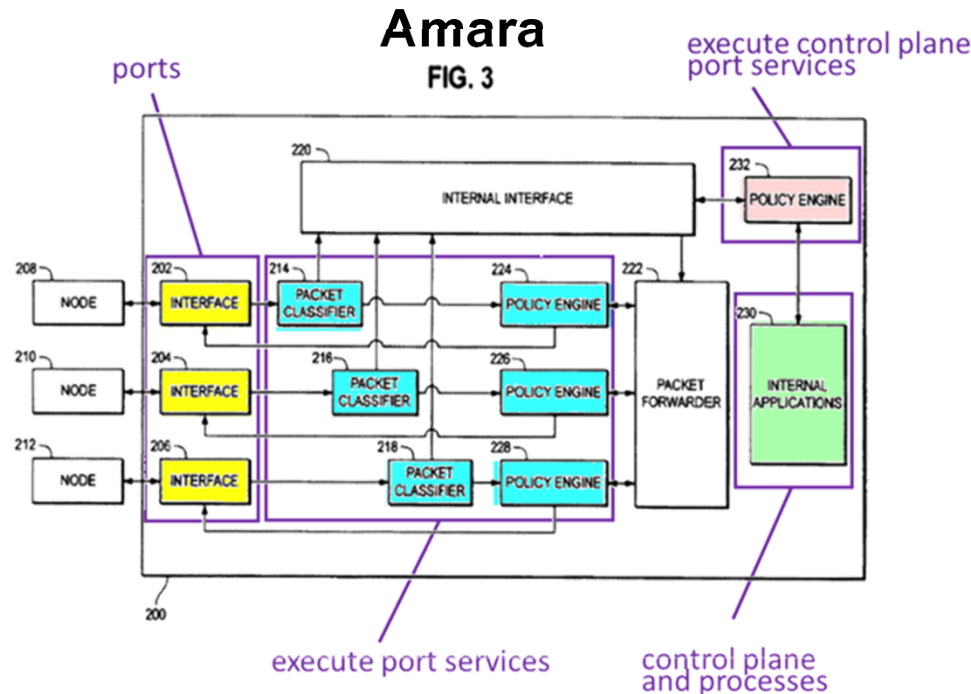 Amara
FIG. 3
ports
execute control plane
port services
220
INTERNAL INTERFACE
232
POLICY ENGINE
208
NODE
202
INTERFACE
214
PACKET
CLASSIFIER
224
POLICY ENGINE
222
PACKET
FORWARDER
230
INTERNAL
APPLICATIONS
210
NODE
204
INTERFACE
216
PACKET
CLASSIFIER
226
POLICY ENGINE
212
NODE
206
INTERFACE
218
PACKET
CLASSIFIER
228
POLICY ENGINE
200
execute port services
control plane
and processes